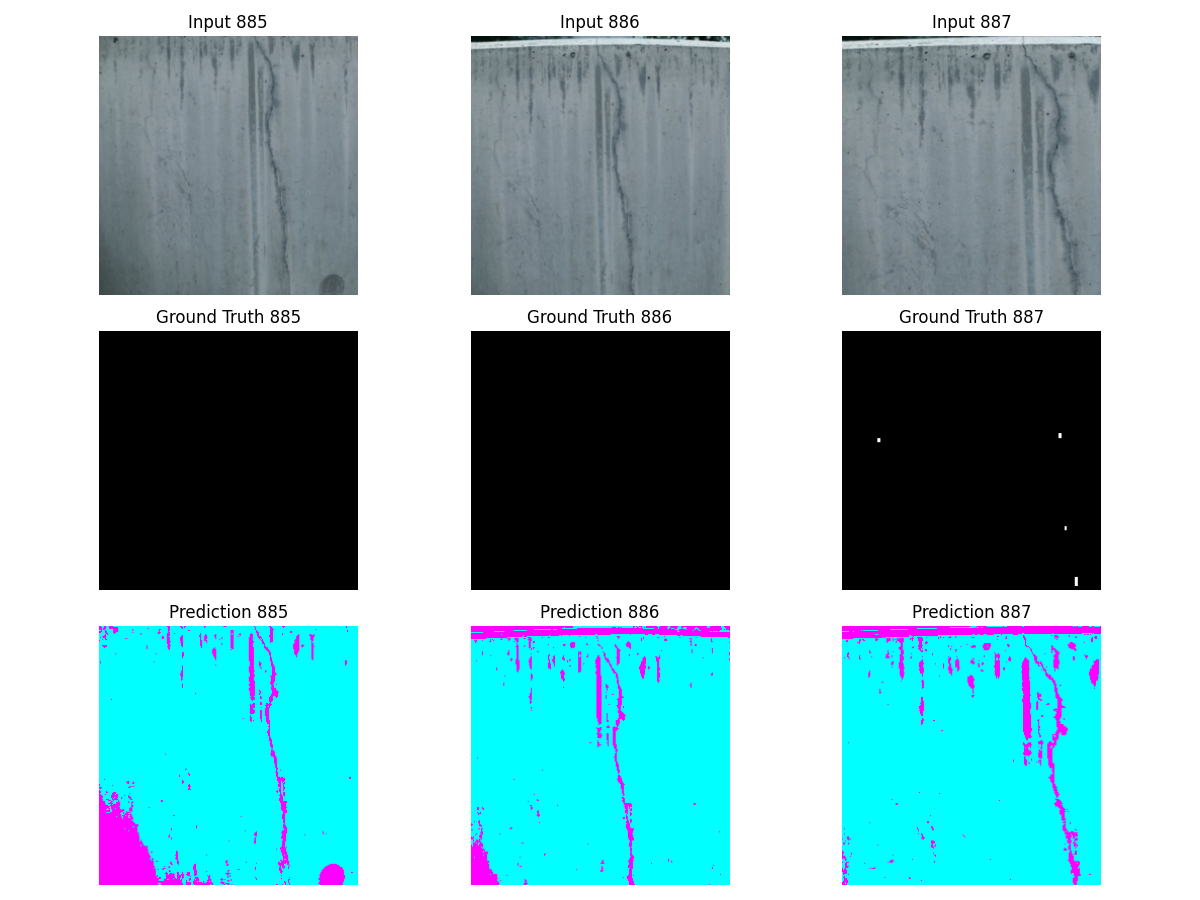 Input 885
Input 886
Input 887
Ground Truth 885
Ground Truth 886
Ground Truth 887
Prediction 885
Prediction 886
Prediction 887